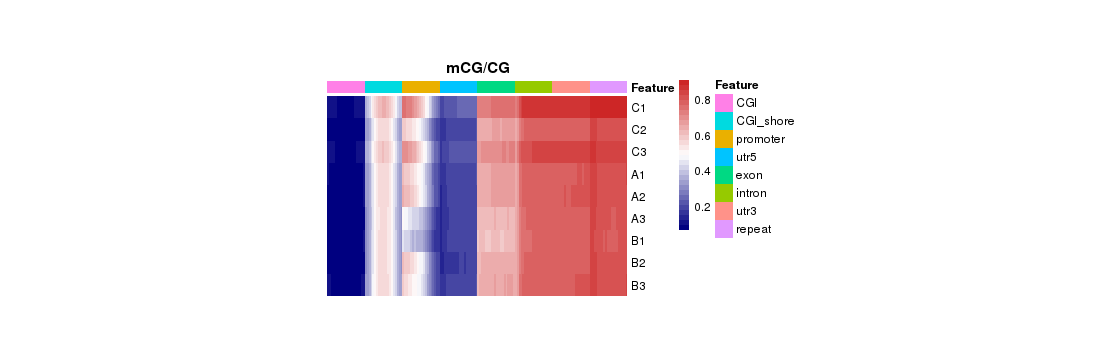 mCG/CG
Feature
C1
C2
C3
A1
A2
A3
B1
B2
B3
0.8
0.6
0.4
0.2
Feature
CGI
CGI_shore
promoter
utr5
exon
intron
utr3
repeat